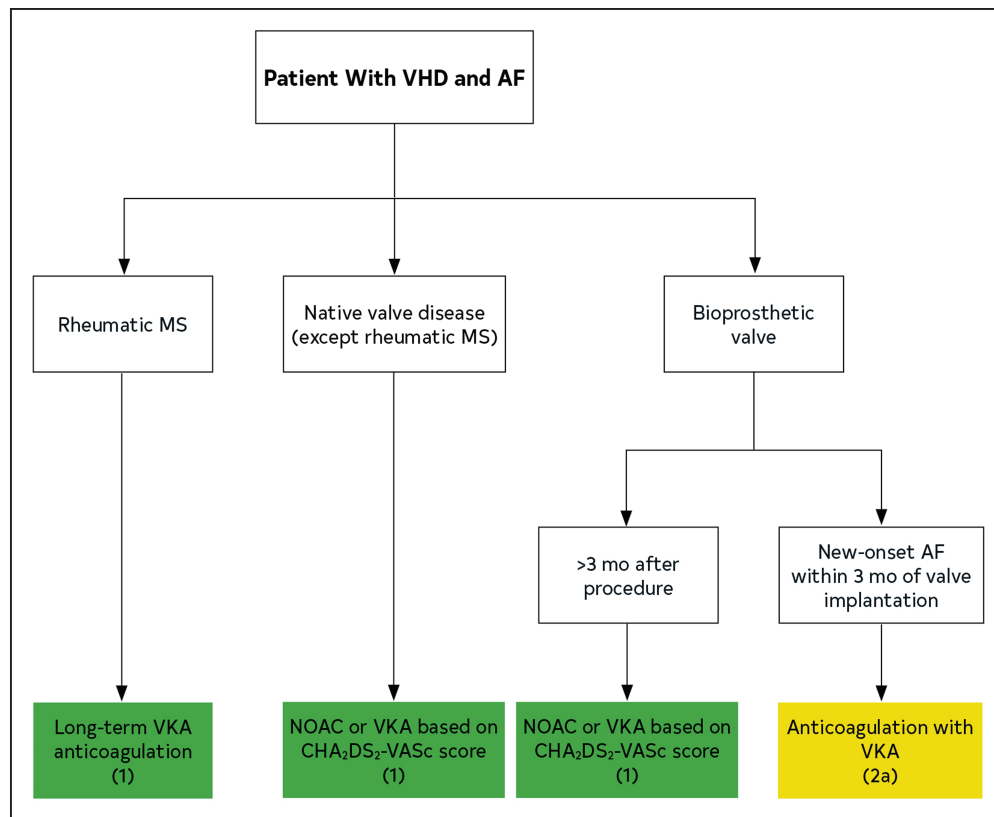 Patient With VHD and AF
Rheumatic MS
Native valve disease
(except rheumatic MS)
Bioprosthetic
valve
>3 mo after
procedure
New-onset AF
within 3 mo of valve
implantation
Long-term VKA
anticoagulation
(1)
NOAC or VKA based on
CHA₂DS₂-VASc score
(1)
NOAC or VKA based on
CHA₂DS₂-VASc score
(1)
Anticoagulation with
VKA
(2a)